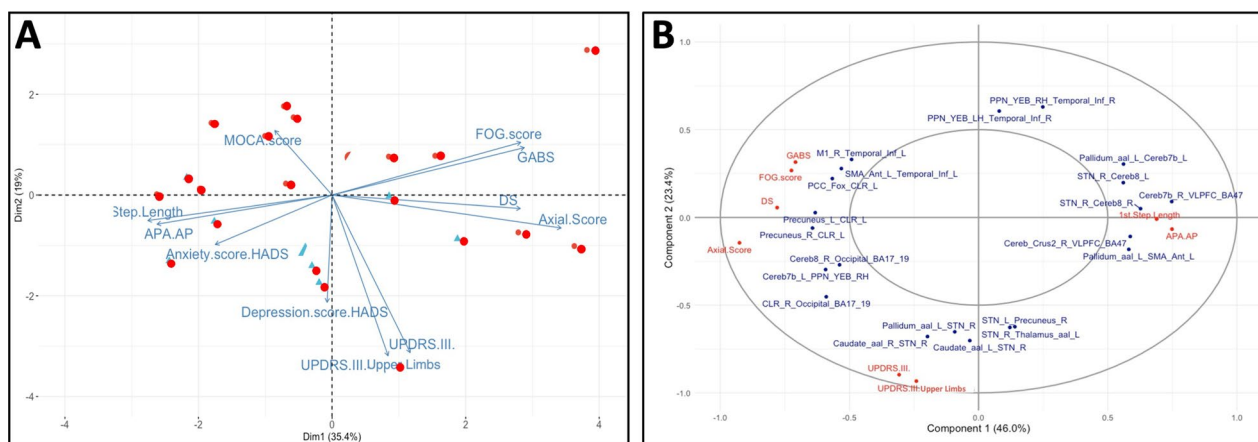 A
2
0
-2
-4
-4
-2
0
2
4
Dim2 (19%)
Dim1 (35.4%)
MOCA.score
FOG.score
GABS
DS
Axial.Score
Step.Length
APA.AP
Anxiety.score.HADS
Depression.score.HADS
UPDRS.III.
UPDRS.III.Upper Limbs
B
1.0
0.5
0.0
-0.5
-1.0
-1.0
-0.5
0.0
0.5
1.0
Component 2 (23.4%)
Component 1 (46.0%)
PPN_YEB_RH_Temporal_Inf_R
PPN_YEB_LH_Temporal_Inf_R
GABS
M1_R_Temporal_Inf_L
FOG.score
SMA_Ant_L_Temporal_Inf_L
PCC_Fox_CLR_L
Pallidum_aal_L_Cereb7b_L
STN_R_Cereb8_L
DS
Cereb7b_R_VLPFC_BA47
STN_R_Cereb8_R
Precuneus_L_CLR_L
1st.Step.Length
Precuneus_R_CLR_L
APA.AP
Axial.Score
Cereb_Crus2_R_VLPFC_BA47
Pallidum_aal_L_SMA_Ant_L
Cereb8_R_Occipital_BA17_19
Cereb7b_L_PPN_YEB_RH
CLR_R_Occipital_BA17_19
STN_L_Precuneus_R
Pallidum_aal_L_STN_R
STN_R_Thalamus_aal_L
Caudate_aal_R_STN_R
Caudate_aal_L_STN_R
UPDRS.III.
UPDRS.III.Upper Limbs